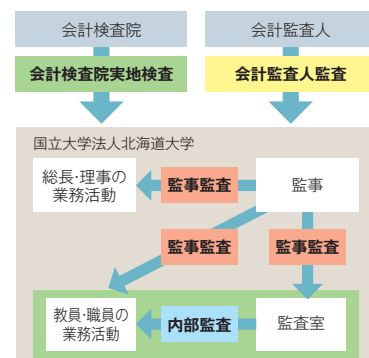 会計検査院
会計監査人
会計検査院実地検査
会計監査人監査
国立大学法人北海道大学
総長・理事の
業務活動
監事監査
監事
監事監査
監事監査
教員・職員の
業務活動
内部監査
監査室